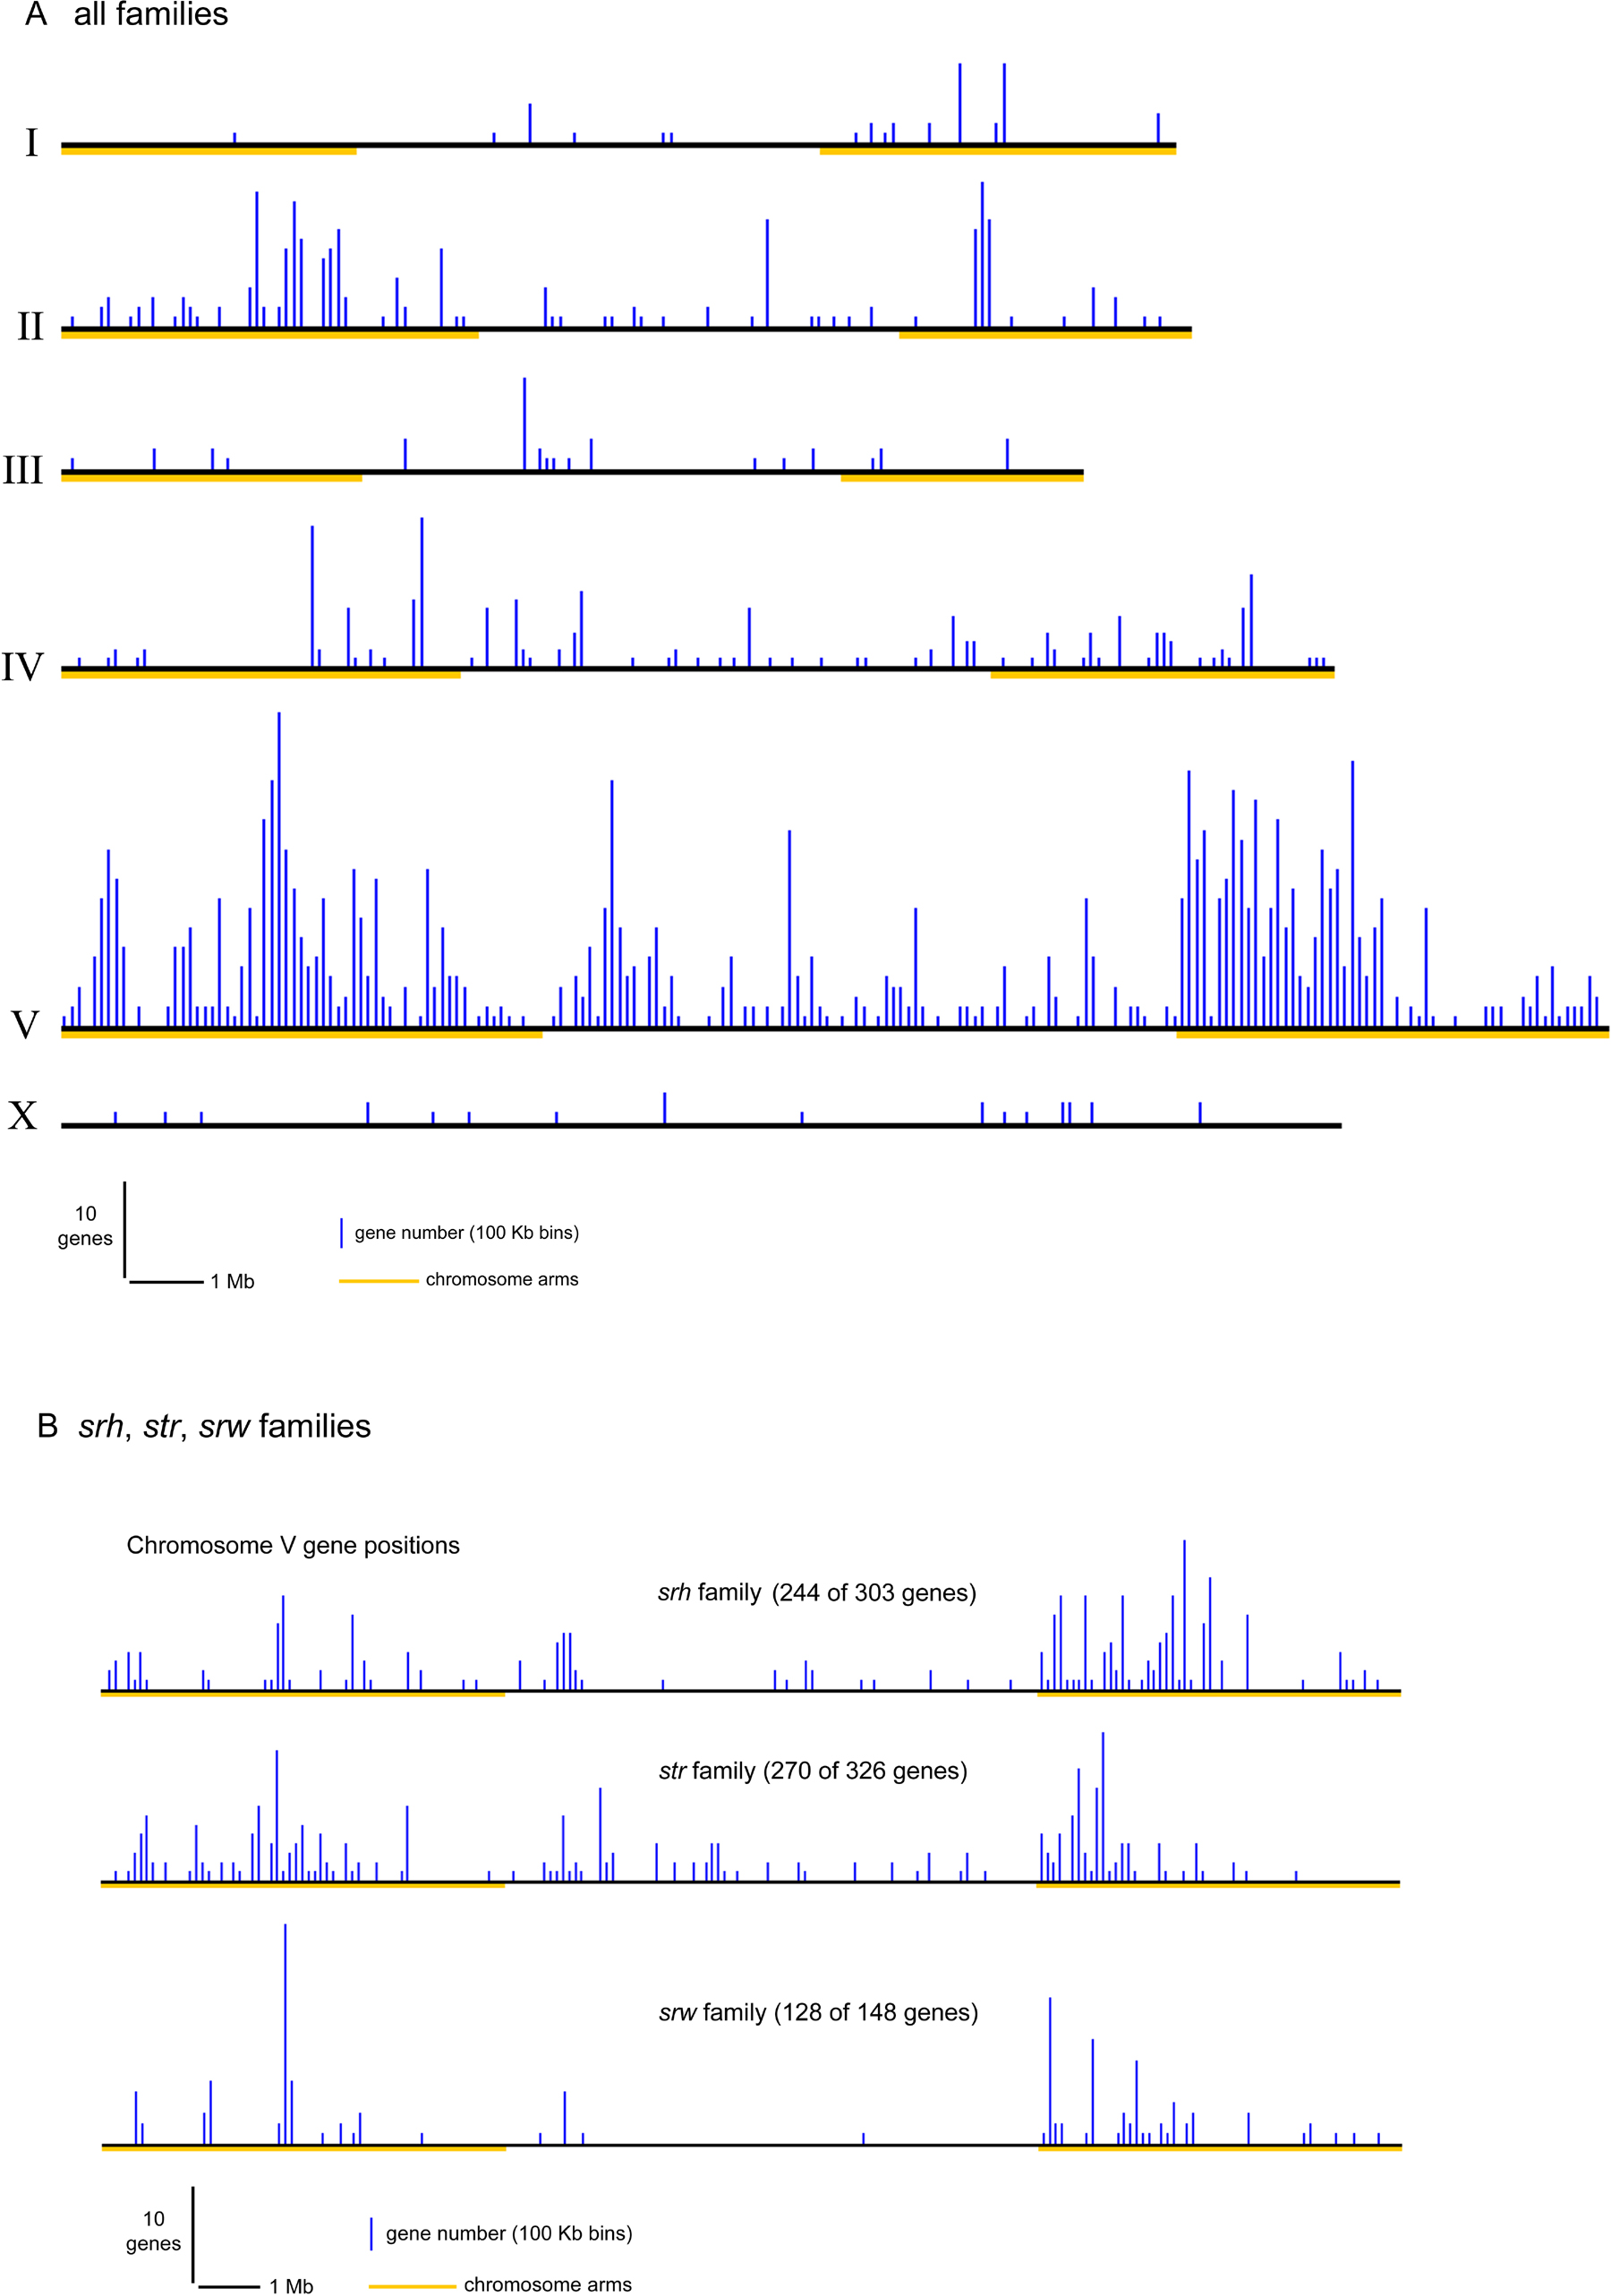 A all families
I
II
III
IV
V
X
10
genes
1 Mb
gene number (100 Kb bins)
chromosome arms
B srh, str, srw families
Chromosome V gene positions
srh family (244 of 303 genes)
str family (270 of 326 genes)
srw family (128 of 148 genes)
10
genes
1 Mb
gene number (100 Kb bins)
chromosome arms